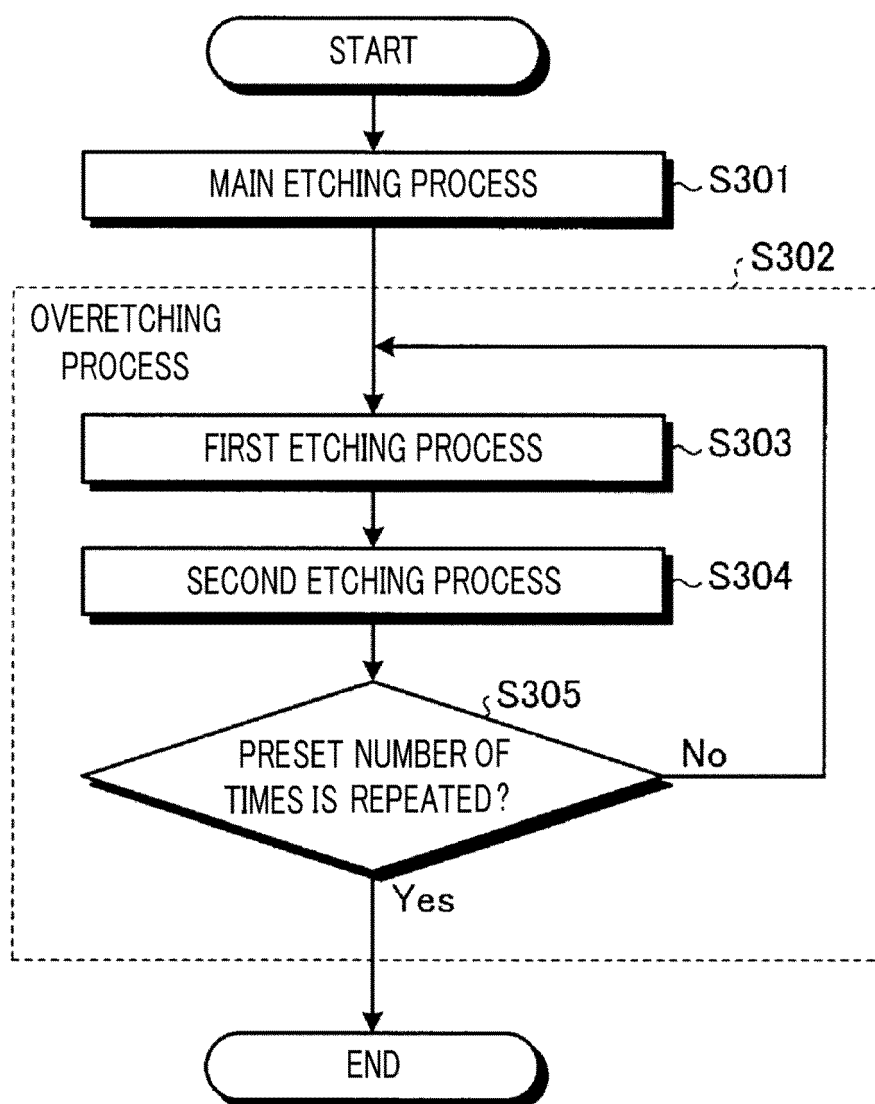 START
MAIN ETCHING PROCESS
S301
S302
OVERETCHING
PROCESS
FIRST ETCHING PROCESS
S303
SECOND ETCHING PROCESS
S304
S305
PRESET NUMBER OF
TIMES IS REPEATED?
No
Yes
END